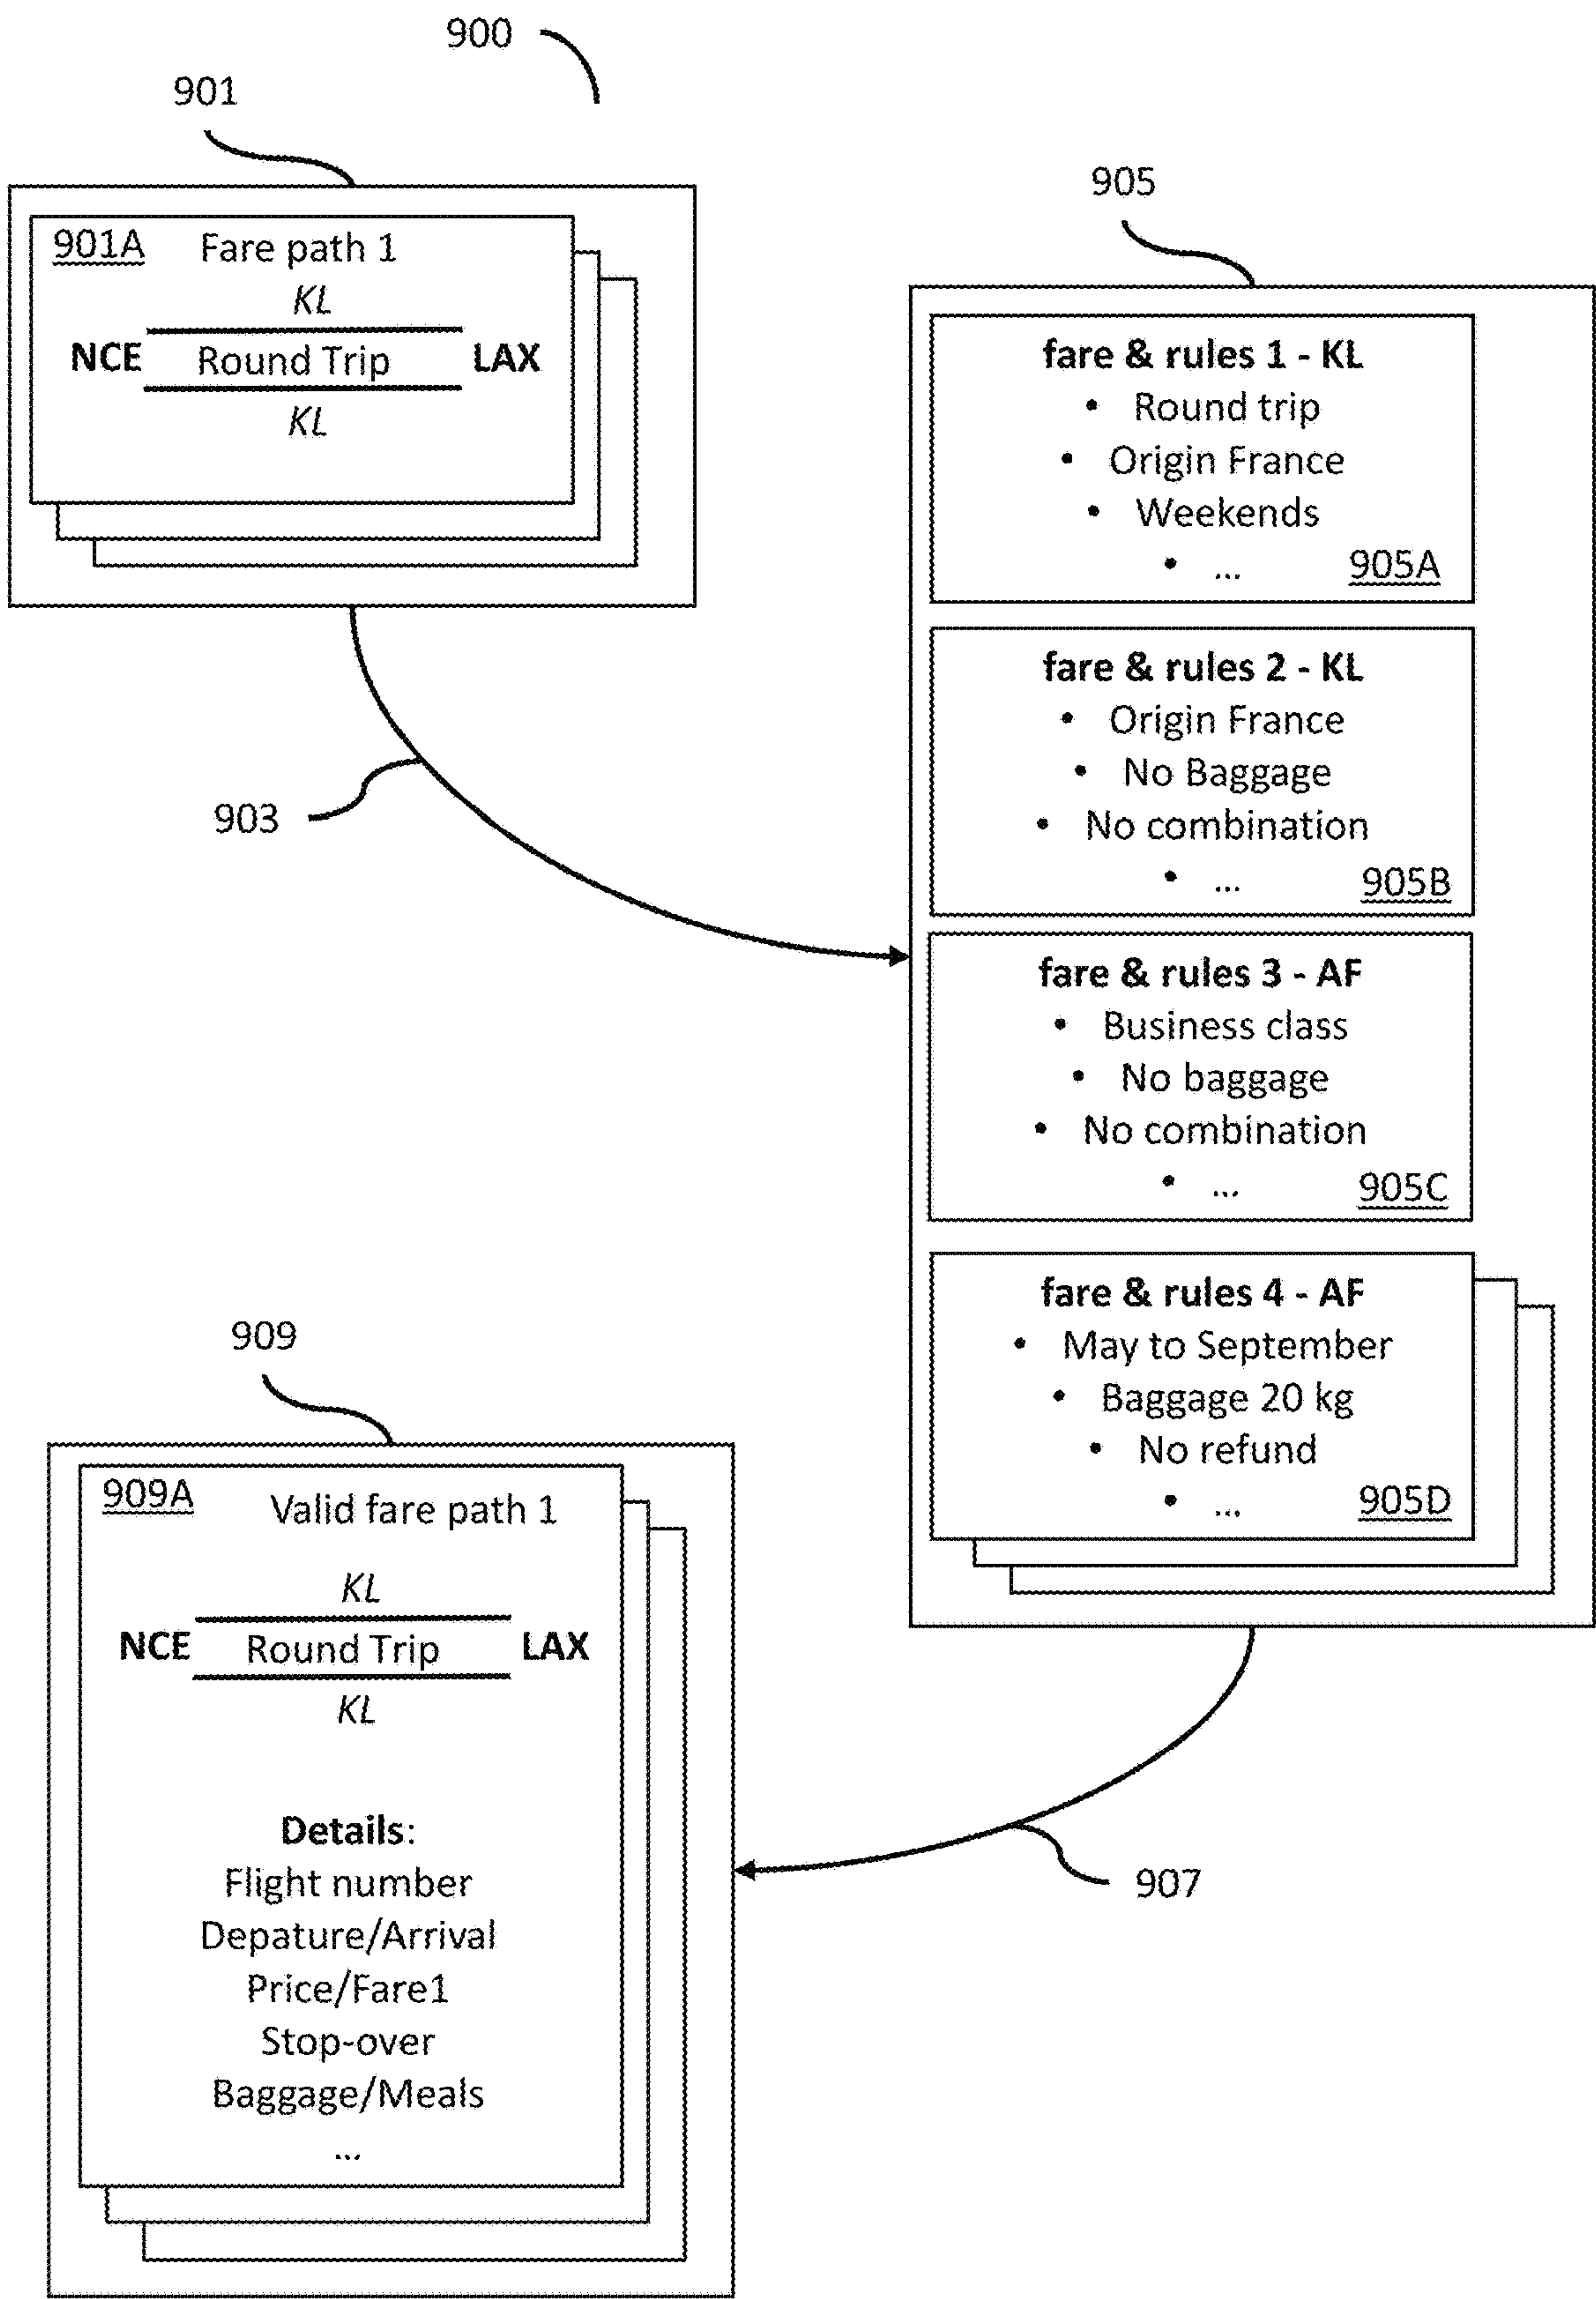 900
901
901A Fare path 1
KL
NCE Round Trip LAX
KL
903
905
fare & rules 1 - KL
• Round trip
• Origin France
• Weekends
• ... 905A
fare & rules 2 - KL
• Origin France
• No Baggage
• No combination
• ... 905B
fare & rules 3 - AF
• Business class
• No baggage
• No combination
• ... 905C
fare & rules 4 - AF
• May to September
• Baggage 20 kg
• No refund
• ... 905D
907
909
909A Valid fare path 1
KL
NCE Round Trip LAX
KL
Details:
Flight number
Depature/Arrival
Price/Fare1
Stop-over
Baggage/Meals
...